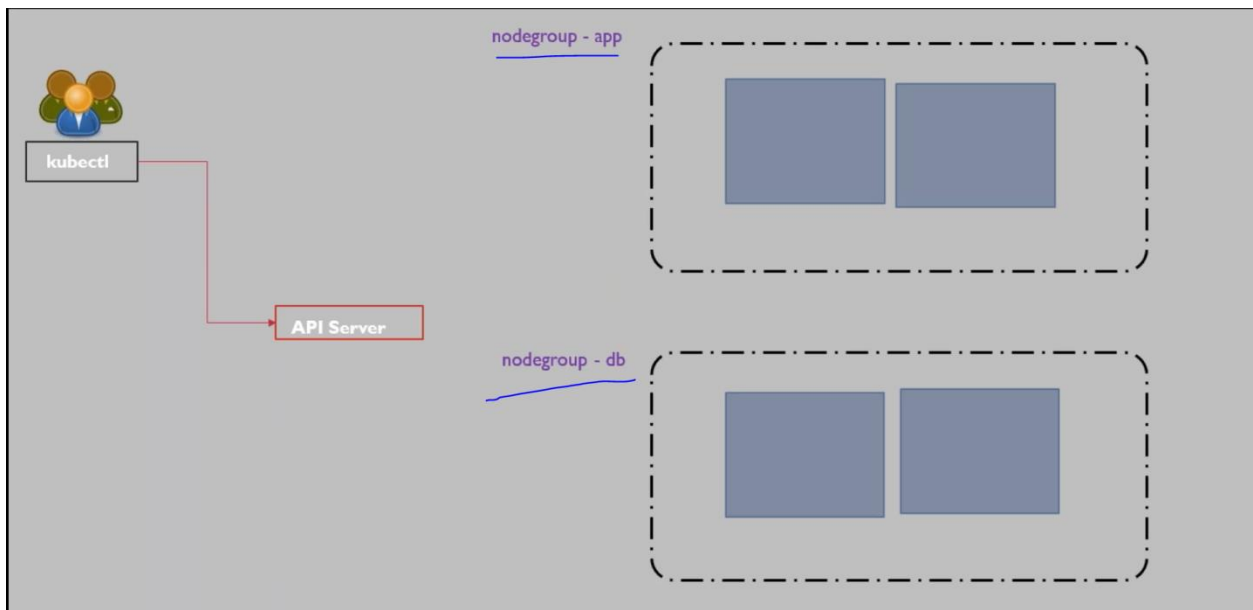 nodegroup - app
kubectl
API Server
nodegroup - db